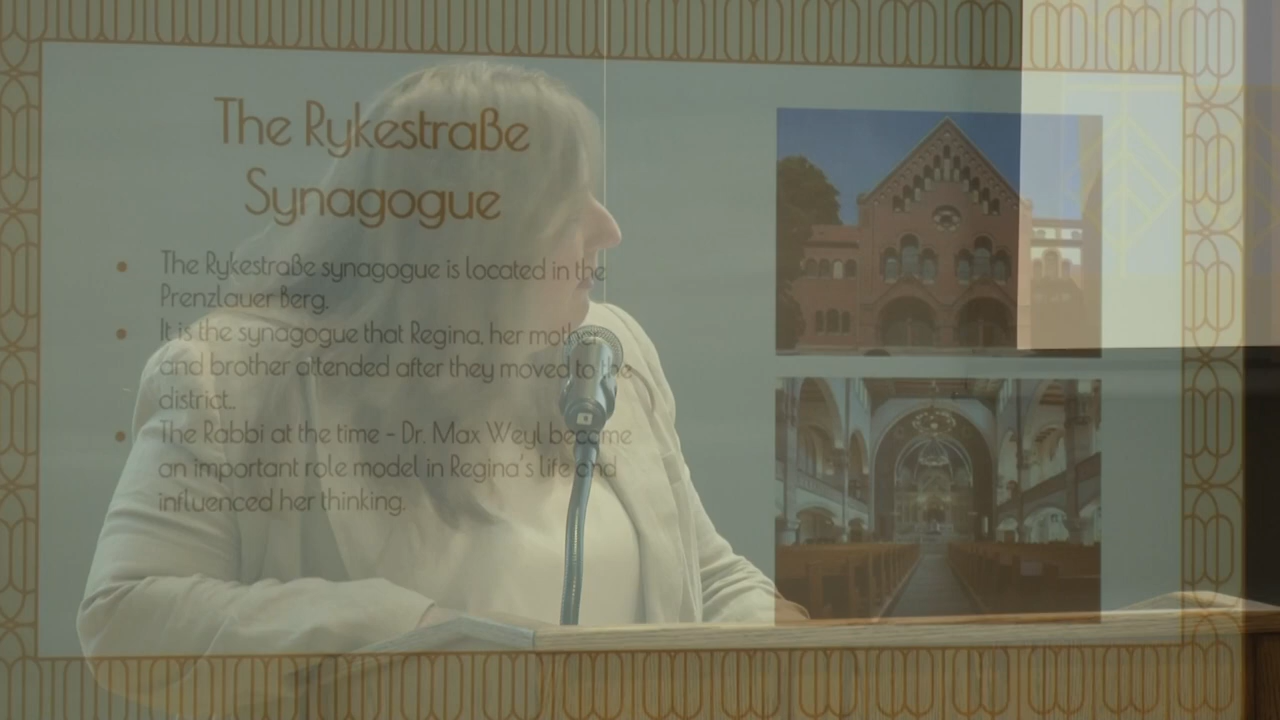 The Rykestraße
Synagogue
The Rykestraße synagogue is located in the
Prenzlauer Berg.
It is the synagogue that Regina, her
and brother attended after they moved to the
district..
The Rabbi at the time - Dr. Max Weyl became
an important role model in Regina's life and
influenced her thinking.